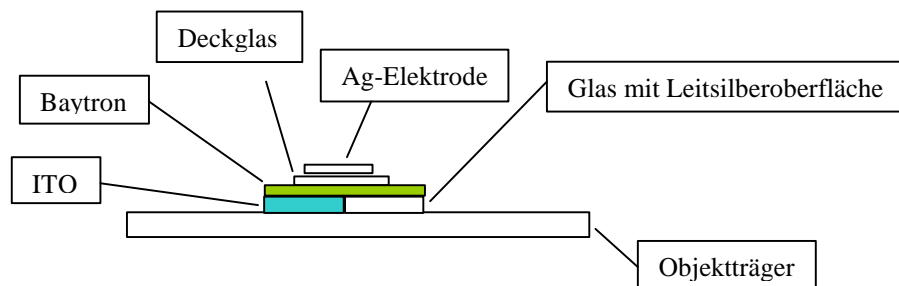 Deckglas
Ag-Elektrode
Glas mit Leitsilberoberfläche
Baytron
ITO
Objektträger